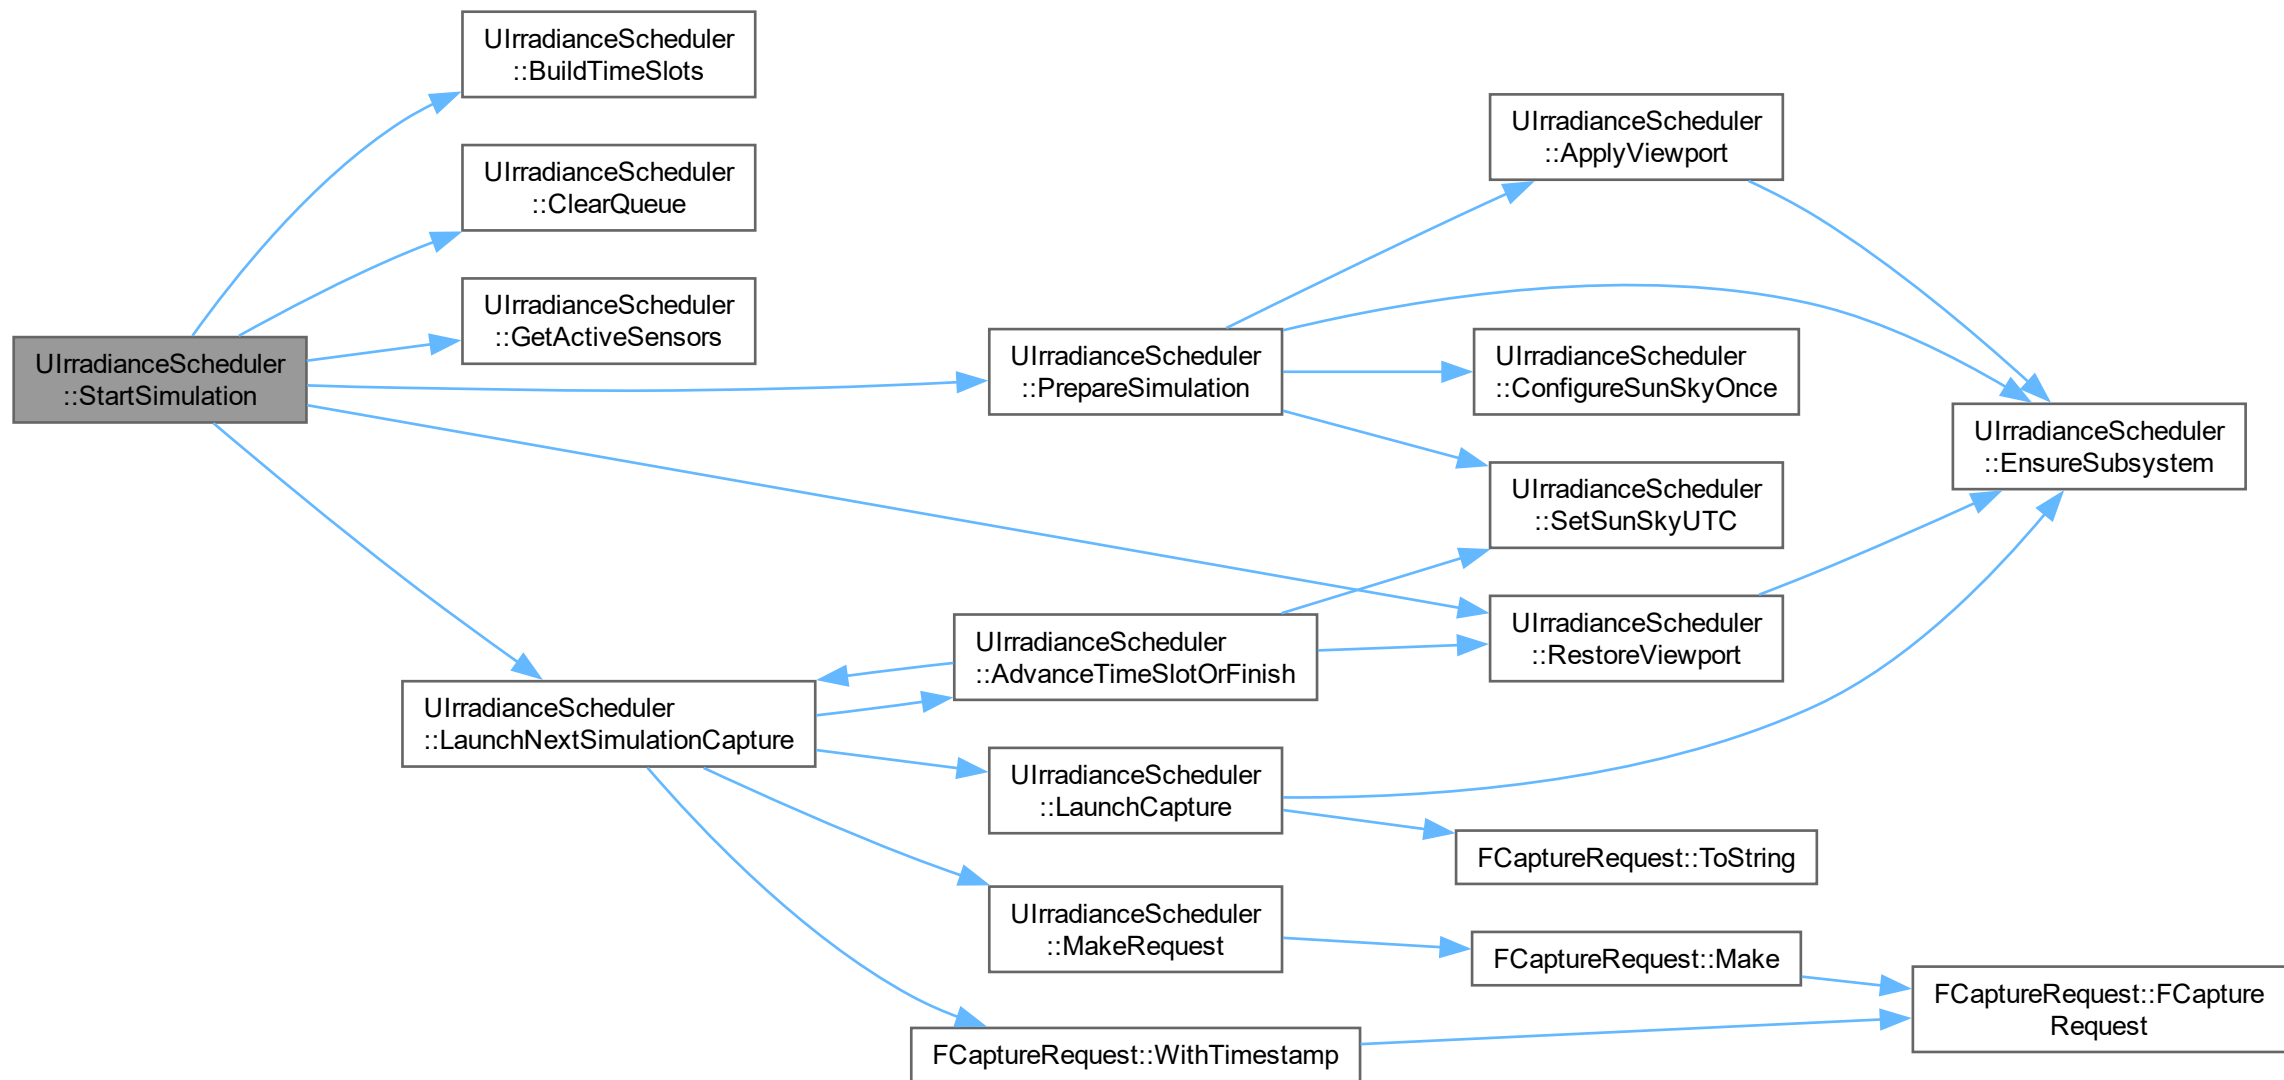 UIrradianceScheduler
::BuildTimeSlots
UIrradianceScheduler
::ClearQueue
UIrradianceScheduler
::GetActiveSensors
UIrradianceScheduler
::StartSimulation
UIrradianceScheduler
::PrepareSimulation
UIrradianceScheduler
::ApplyViewport
UIrradianceScheduler
::ConfigureSunSkyOnce
UIrradianceScheduler
::EnsureSubsystem
UIrradianceScheduler
::SetSunSkyUTC
UIrradianceScheduler
::RestoreViewport
UIrradianceScheduler
::AdvanceTimeSlotOrFinish
UIrradianceScheduler
::LaunchNextSimulationCapture
UIrradianceScheduler
::LaunchCapture
FCaptureRequest::ToString
UIrradianceScheduler
::MakeRequest
FCaptureRequest::Make
FCaptureRequest::FCapture
Request
FCaptureRequest::WithTimestamp